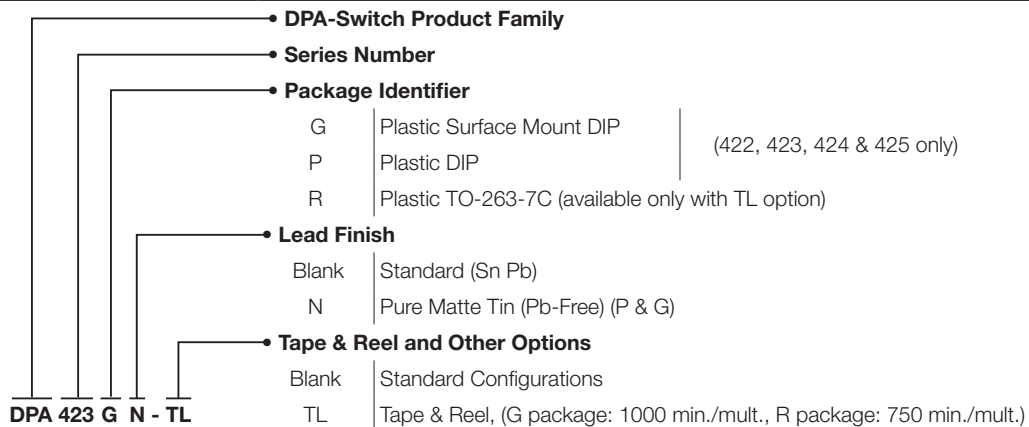 DPA-Switch Product Family
Series Number
Package Identifier
G Plastic Surface Mount DIP
(422, 423, 424 & 425 only)
P Plastic DIP
R Plastic TO-263-7C (available only with TL option)
Lead Finish
Blank Standard (Sn Pb)
N Pure Matte Tin (Pb-Free) (P & G)
Tape & Reel and Other Options
Blank Standard Configurations
DPA 423 G N - TL
TL Tape & Reel, (G package: 1000 min./mult., R package: 750 min./mult.)